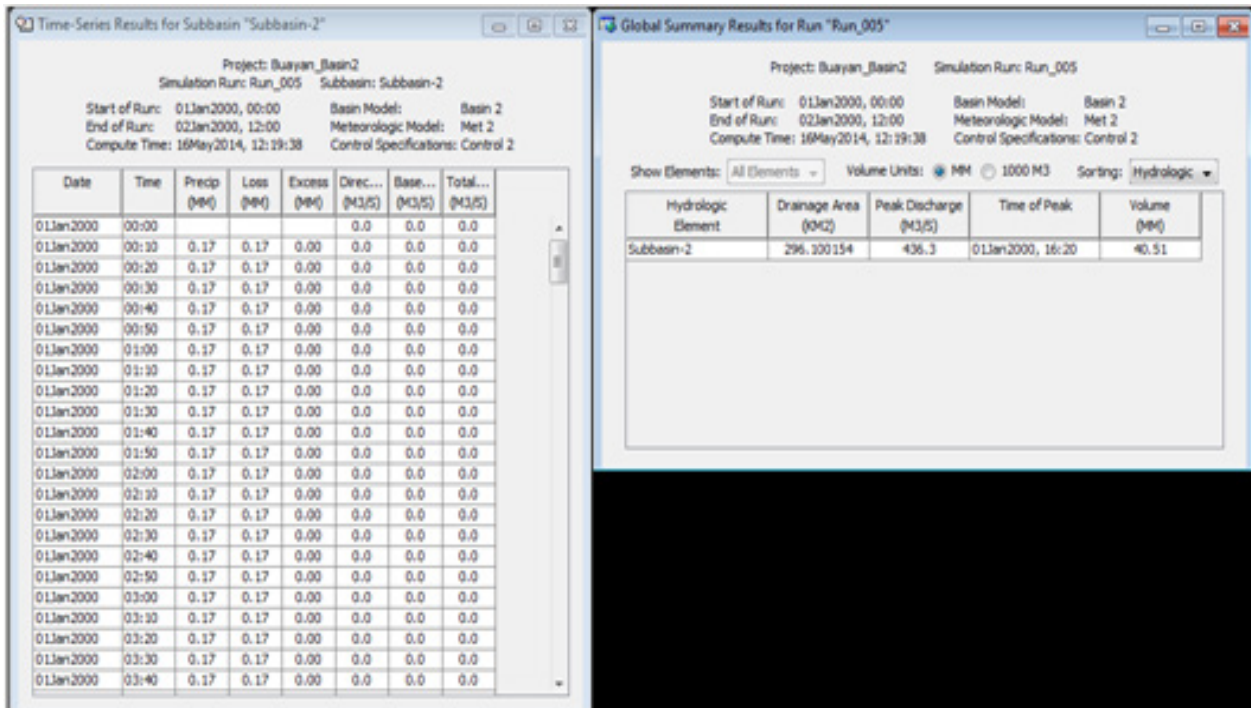 Time-Series Results for Subbasin "Subbasin-2"
Project: Buayan_Basin2
Simulation Run: Run_005 Subbasin: Subbasin-2
Start of Run: 01Jan2000, 00:00 Basin Model: Basin 2
End of Run: 02Jan2000, 12:00 Meteorologic Model: Met 2
Compute Time: 16May2014, 12:19:38 Control Specifications: Control 2
Date Time Precip Loss Excess Direc... Base... Total...
(MM) (MM) (MM) (M3/S) (M3/S) (M3/S)
01Jan2000 00:00 0.0 0.0 0.0
01Jan2000 00:10 0.17 0.17 0.00 0.0 0.0 0.0
01Jan2000 00:20 0.17 0.17 0.00 0.0 0.0 0.0
01Jan2000 00:30 0.17 0.17 0.00 0.0 0.0 0.0
01Jan2000 00:40 0.17 0.17 0.00 0.0 0.0 0.0
01Jan2000 00:50 0.17 0.17 0.00 0.0 0.0 0.0
01Jan2000 01:00 0.17 0.17 0.00 0.0 0.0 0.0
01Jan2000 01:10 0.17 0.17 0.00 0.0 0.0 0.0
01Jan2000 01:20 0.17 0.17 0.00 0.0 0.0 0.0
01Jan2000 01:30 0.17 0.17 0.00 0.0 0.0 0.0
01Jan2000 01:40 0.17 0.17 0.00 0.0 0.0 0.0
01Jan2000 01:50 0.17 0.17 0.00 0.0 0.0 0.0
01Jan2000 02:00 0.17 0.17 0.00 0.0 0.0 0.0
01Jan2000 02:10 0.17 0.17 0.00 0.0 0.0 0.0
01Jan2000 02:20 0.17 0.17 0.00 0.0 0.0 0.0
01Jan2000 02:30 0.17 0.17 0.00 0.0 0.0 0.0
01Jan2000 02:40 0.17 0.17 0.00 0.0 0.0 0.0
01Jan2000 02:50 0.17 0.17 0.00 0.0 0.0 0.0
01Jan2000 03:00 0.17 0.17 0.00 0.0 0.0 0.0
01Jan2000 03:10 0.17 0.17 0.00 0.0 0.0 0.0
01Jan2000 03:20 0.17 0.17 0.00 0.0 0.0 0.0
01Jan2000 03:30 0.17 0.17 0.00 0.0 0.0 0.0
01Jan2000 03:40 0.17 0.17 0.00 0.0 0.0 0.0
Global Summary Results for Run "Run_005"
Project: Buayan_Basin2 Simulation Run: Run_005
Start of Run: 01Jan2000, 00:00 Basin Model: Basin 2
End of Run: 02Jan2000, 12:00 Meteorologic Model: Met 2
Compute Time: 16May2014, 12:19:38 Control Specifications: Control 2
Show Elements: All Elements Volume Units: MM 1000 M3 Sorting: Hydrologic
Hydrologic Drainage Area Peak Discharge Time of Peak Volume
Element (KM2) (M3/S) (MM)
Subbasin-2 296.100154 436.3 01Jan2000, 16:20 40.51